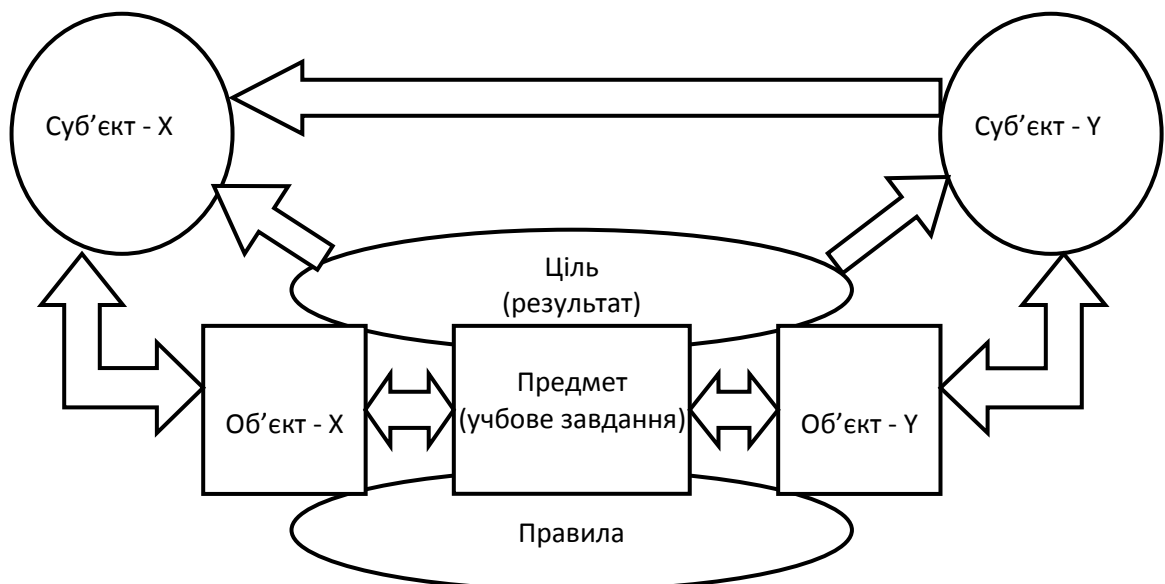 Суб’єкт - X
Суб’єкт - Y
Ціль
(результат)
Предмет
(учбове завдання)
Об’єкт - X
Об’єкт - Y
Правила